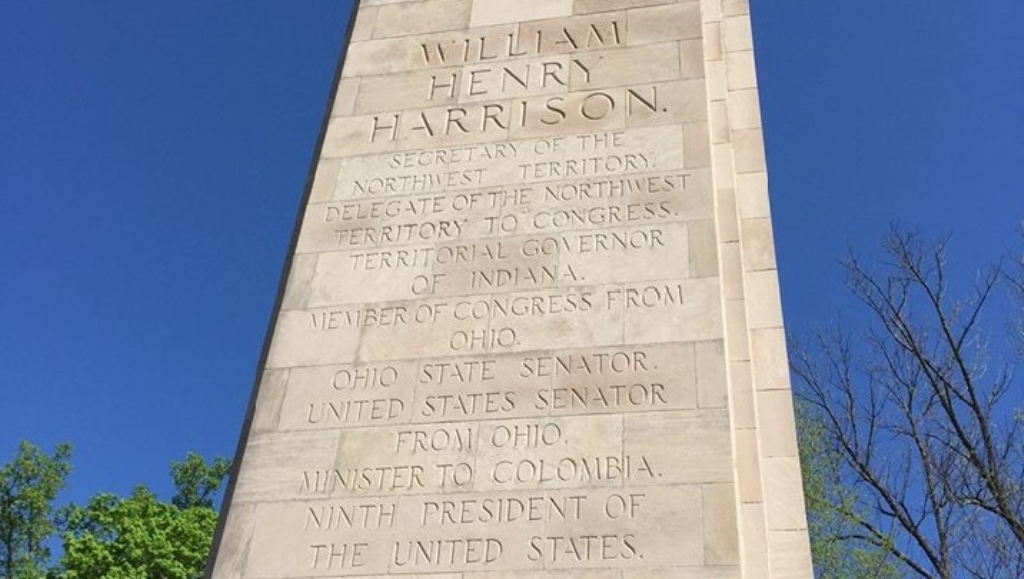 WILLIAM
HENRY
HARRISON.
SECRETARY OF THE
NORTHWEST TERRITORY.
DELEGATE OF THE NORTHWEST
TERRITORY TO CONGRESS.
TERRITORIAL GOVERNOR
OF INDIANA.
MEMBER OF CONGRESS FROM
OHIO.
OHIO STATE SENATOR.
UNITED STATES SENATOR
FROM OHIO.
MINISTER TO COLOMBIA.
NINTH PRESIDENT OF
THE UNITED STATES.